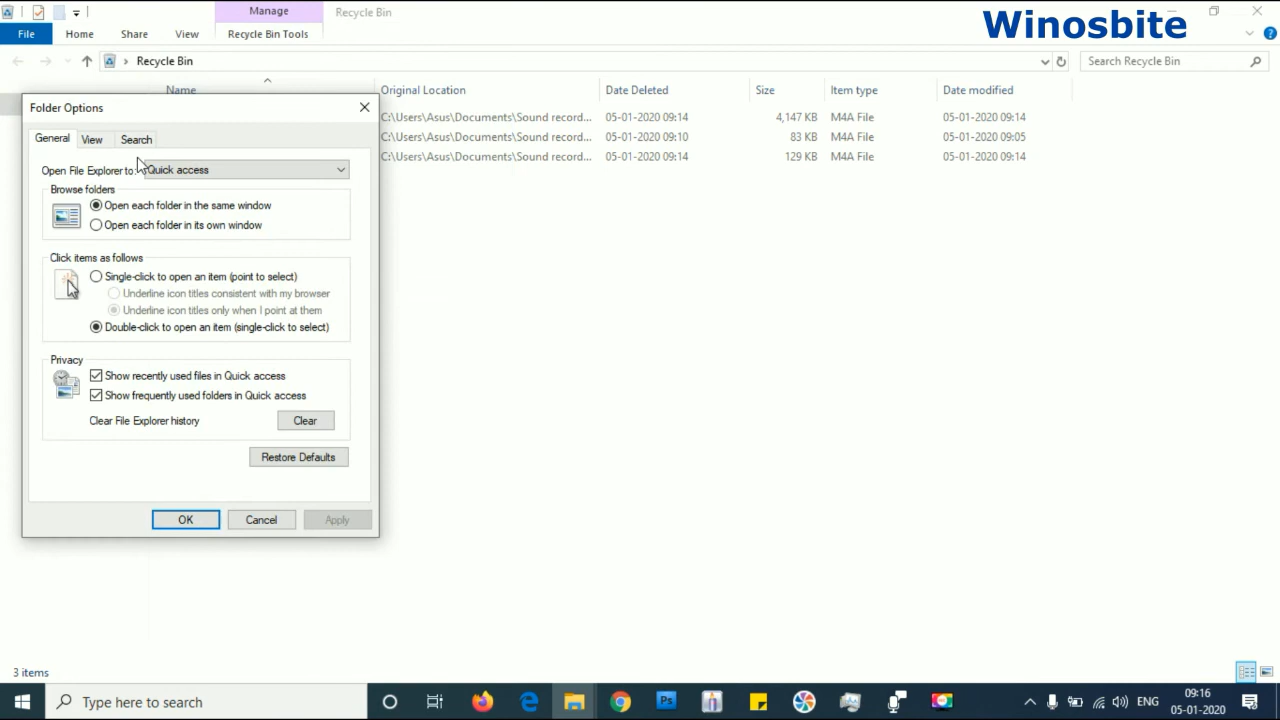 Manage
Recycle Bin
Winosbite
File
Home
Share
View
Recycle Bin Tools
Recycle Bin
Search Recycle Bin
Name
Original Location
Date Deleted
Size
Item type
Date modified
C:\Users\Asus\Documents\Sound record... 05-01-2020 09:14 4,147 KB M4A File 05-01-2020 09:14
C:\Users\Asus\Documents\Sound record... 05-01-2020 09:10 83 KB M4A File 05-01-2020 09:05
C:\Users\Asus\Documents\Sound record... 05-01-2020 09:14 129 KB M4A File 05-01-2020 09:14
Folder Options
General
View
Search
Open File Explorer to: Quick access
Browse folders
Open each folder in the same window
Open each folder in its own window
Click items as follows
Single-click to open an item (point to select)
Underline icon titles consistent with my browser
Underline icon titles only when I point at them
Double-click to open an item (single-click to select)
Privacy
Show recently used files in Quick access
Show frequently used folders in Quick access
Clear File Explorer history
Clear
Restore Defaults
OK
Cancel
Apply
3 items
Type here to search
Ps
ENG
09:16
05-01-2020